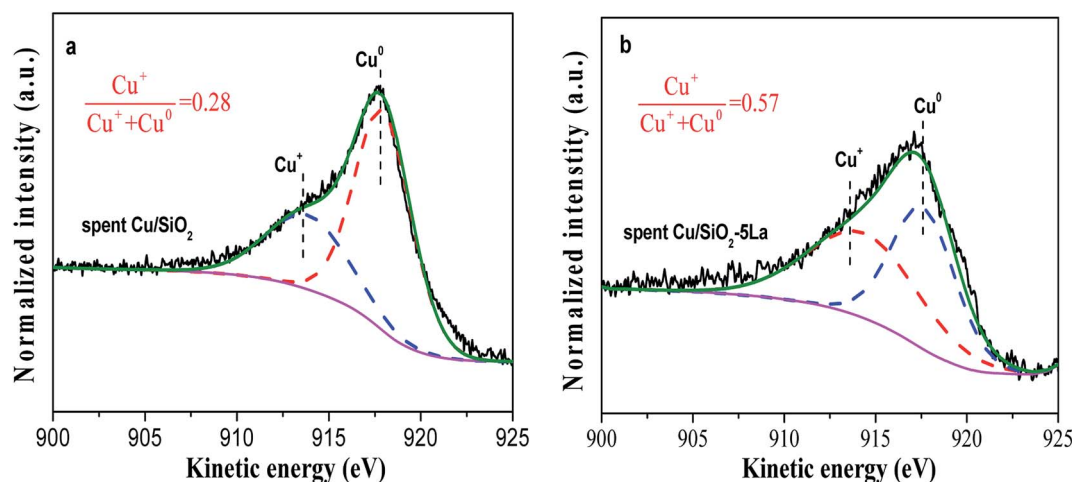 a
Cu⁰
Cu⁺
Cu⁺+Cu⁰
=0.28
Cu⁺
spent Cu/SiO₂
Normalized intensity (a.u.)
900 905 910 915 920 925
Kinetic energy (eV)
b
Cu⁺
Cu⁺+Cu⁰
=0.57
Cu⁰
Cu⁺
spent Cu/SiO₂-5La
Normalized intenstity (a.u.)
900 905 910 915 920 925
Kinetic energy (eV)